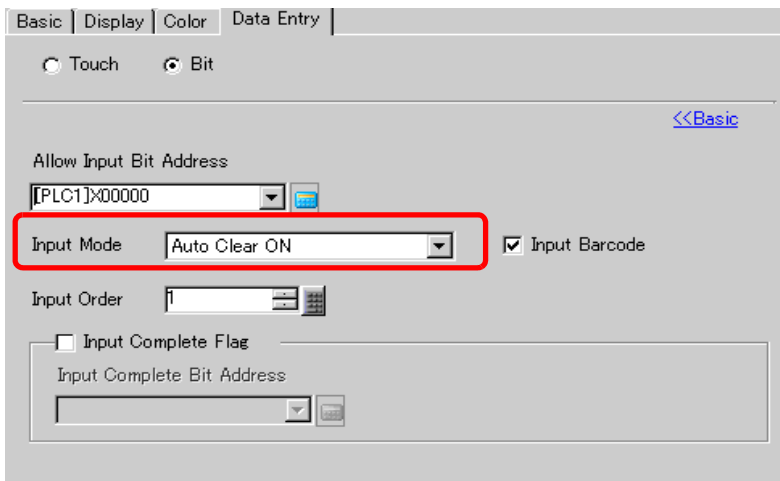 Basic Display Color Data Entry
Touch Bit
<<Basic
Allow Input Bit Address
[PLC1]X00000
Input Mode Auto Clear ON Input Barcode
Input Order 1
Input Complete Flag
Input Complete Bit Address